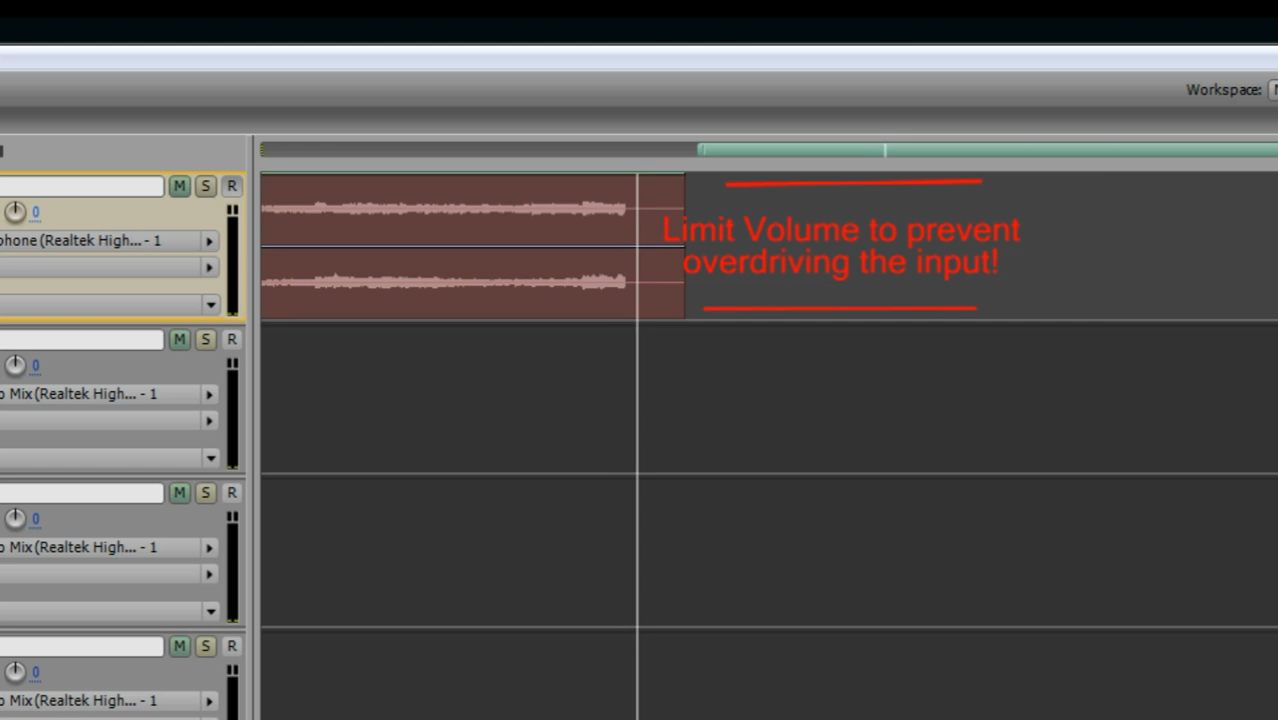 Workspace:
M S R
0
phone (Realtek High... - 1
Limit Volume to prevent
overdriving the input!
M S R
0
o Mix (Realtek High... - 1
M S R
0
o Mix (Realtek High... - 1
M S R
0
o Mix (Realtek High... - 1